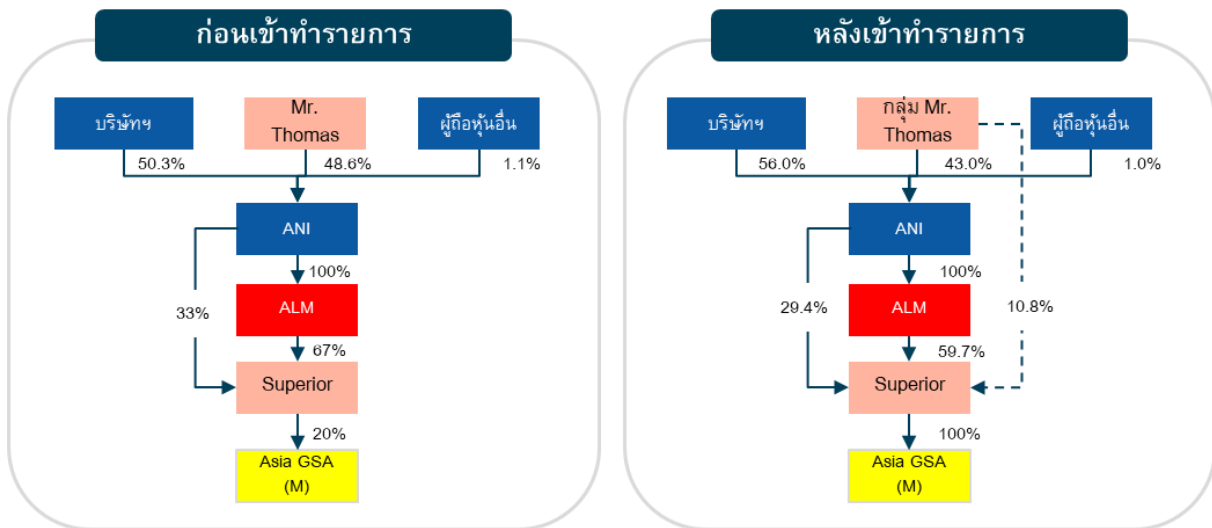 ก่อนเข้าทำรายการ
บริษัทฯ
Mr.
Thomas
ผู้ถือหุ้นอื่น
50.3%
48.6%
1.1%
ANI
100%
33%
ALM
67%
Superior
20%
Asia GSA
(M)
หลังเข้าทำรายการ
บริษัทฯ
กลุ่ม Mr.
Thomas
ผู้ถือหุ้นอื่น
56.0%
43.0%
1.0%
ANI
100%
29.4%
ALM
10.8%
59.7%
Superior
100%
Asia GSA
(M)